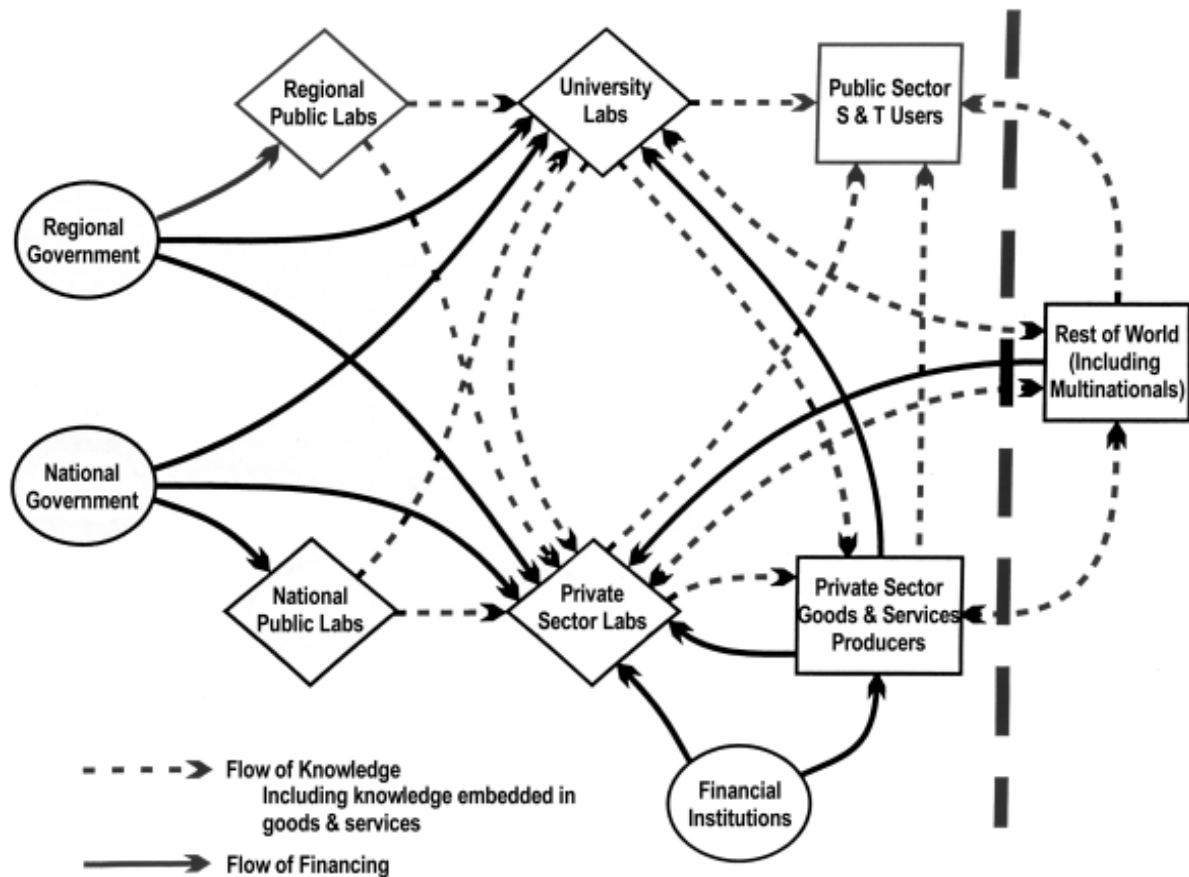 Regional
Public Labs
University
Labs
Public Sector
S & T Users
Regional
Government
Rest of World
(Including
Multinationals)
National
Government
National
Public Labs
Private
Sector Labs
Private Sector
Goods & Services
Producers
Financial
Institutions
Flow of Knowledge
Including knowledge embedded in
goods & services
Flow of Financing